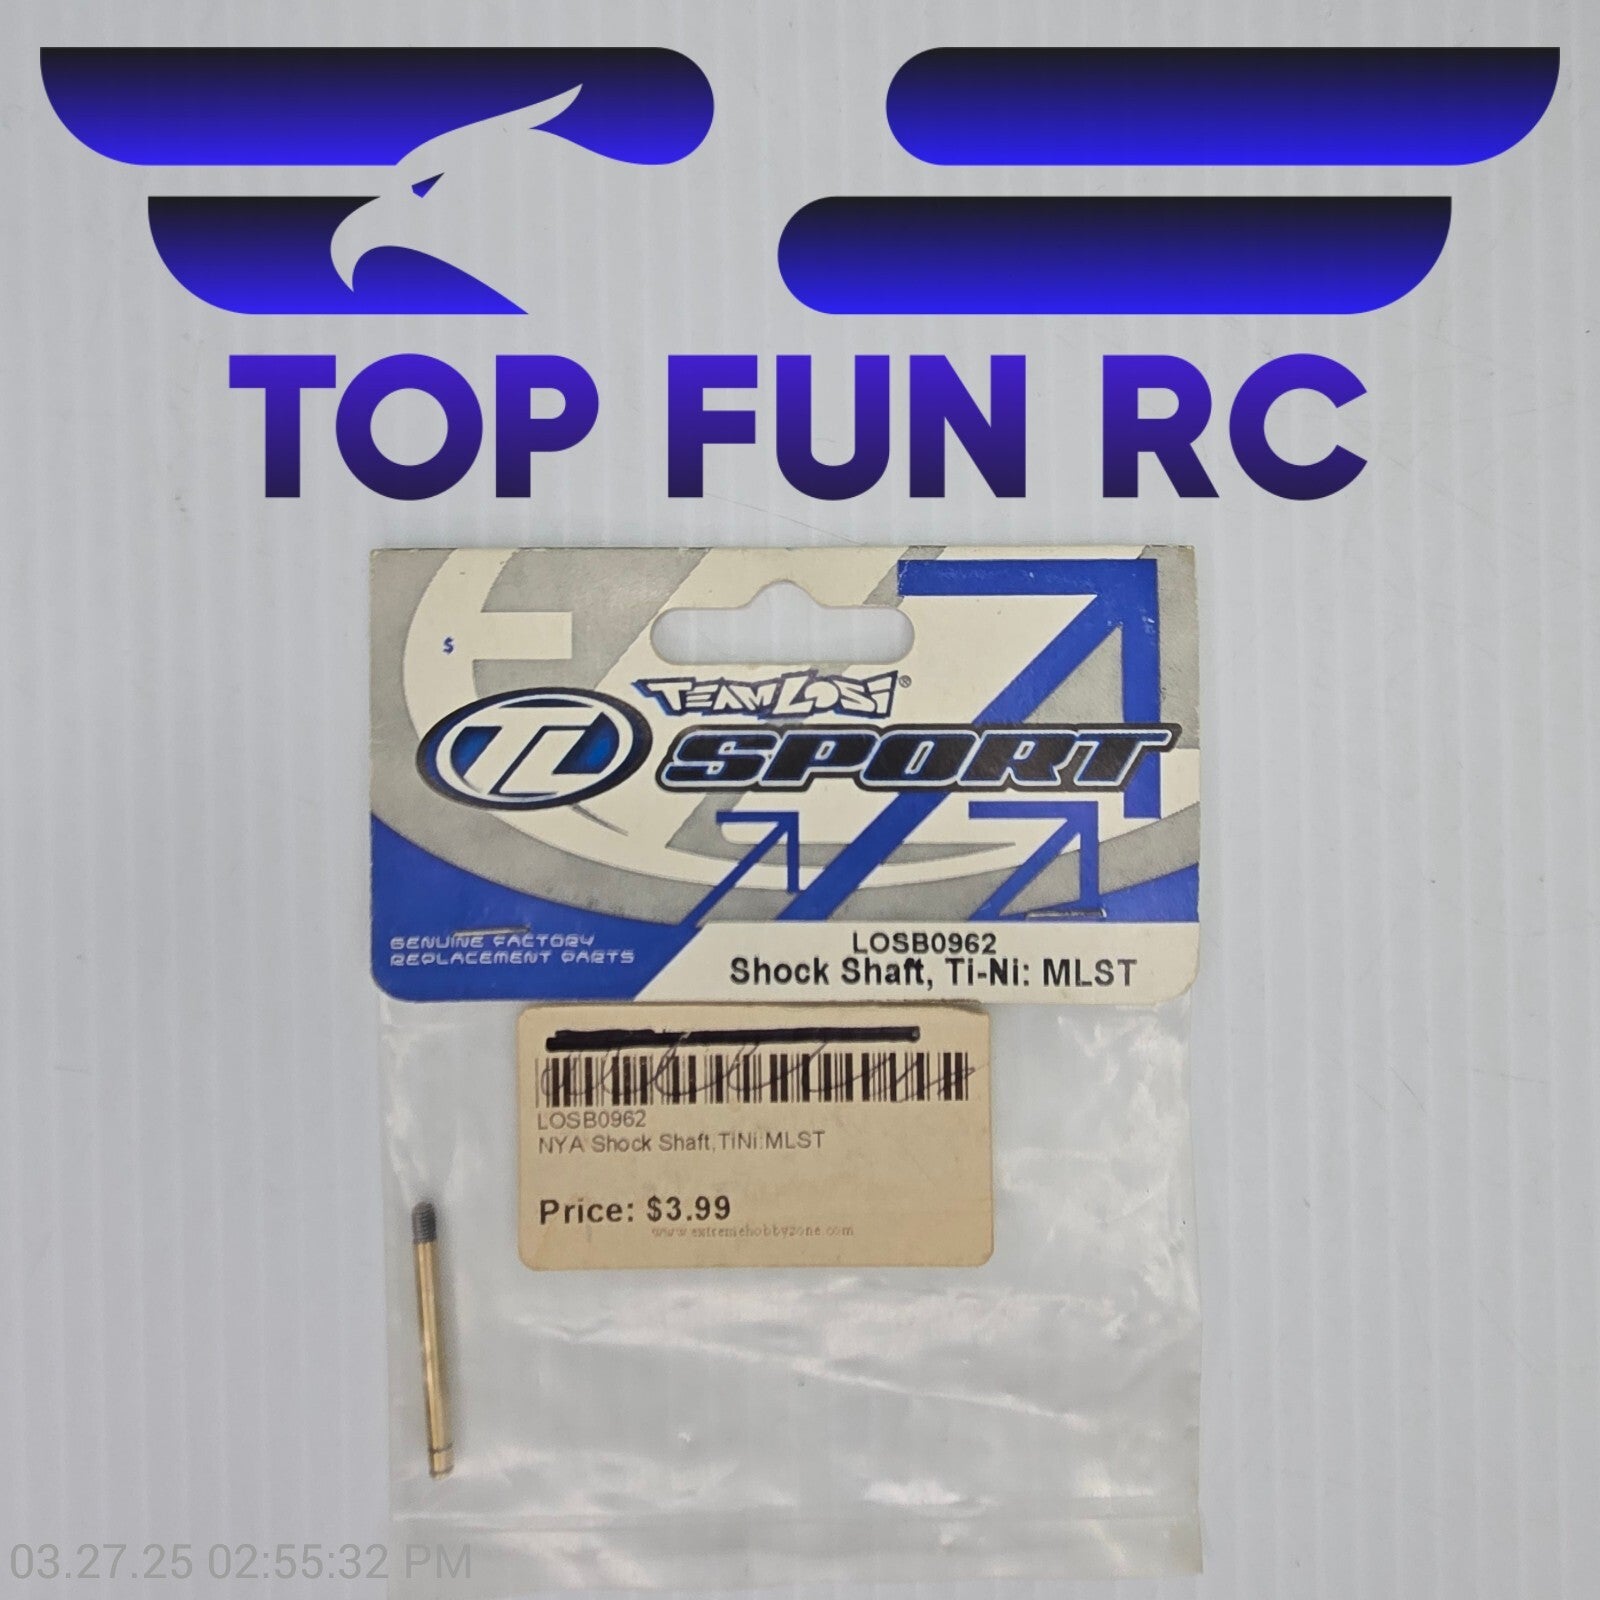 TOP FUN RC
$
TEAM LOSI®
TL SPORT
GENUINE FACTORY
REPLACEMENT PARTS
LOSB0962
Shock Shaft, Ti-Ni: MLST
LOSB0962
NYA Shock Shaft,TiNi:MLST
Price: $3.99
www.extremehobbyzone.com
03.27.25 02:55:32 PM